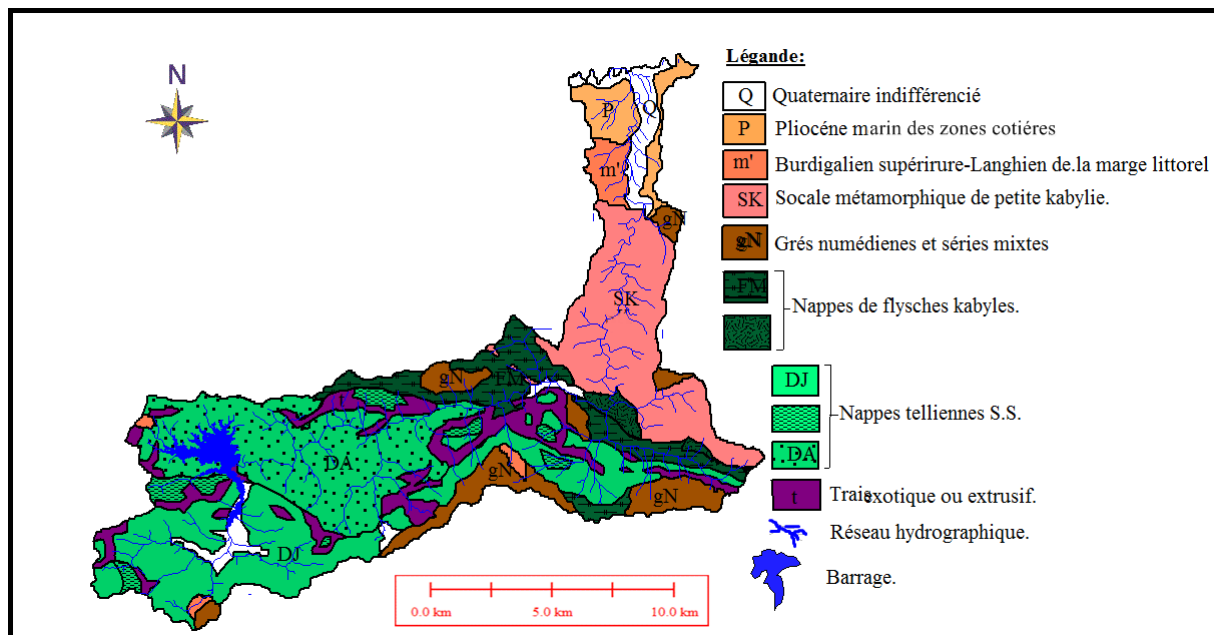 N
Légande:
Q Quaternaire indifférencié
P Pliocéne marin des zones cotiéres
m' Burdigalien supérirure-Langhien de.la marge littorel
SK Socale métamorphique de petite kabylie.
gN Grés numédienes et séries mixtes
FM
Nappes de flysches kabyles.
DJ
Nappes telliennes S.S.
DA
t Traisexotique ou extrusif.
Réseau hydrographique.
Barrage.
P
Q
m'
gN
SK
gN
FM
t
DA
gN
gN
DJ
0.0 km 5.0 km 10.0 km